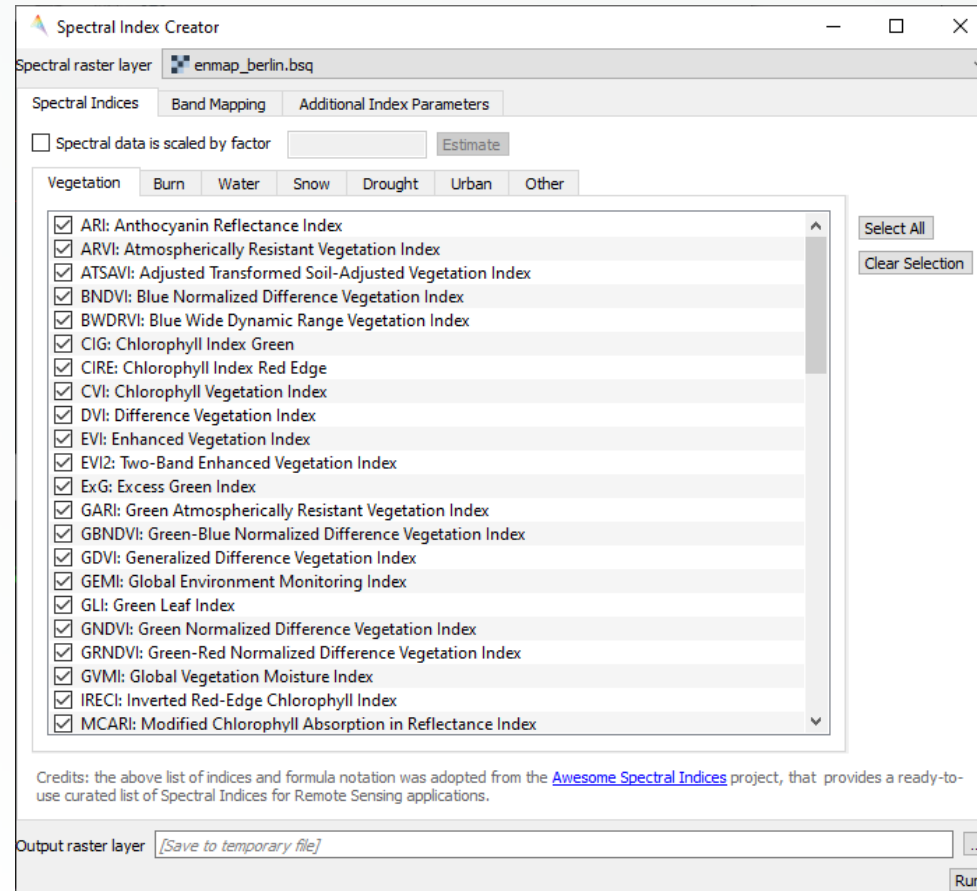 Spectral Index Creator
Spectral raster layer enmap_berlin.bsq
Spectral Indices Band Mapping Additional Index Parameters
Spectral data is scaled by factor Estimate
Vegetation Burn Water Snow Drought Urban Other
ARI: Anthocyanin Reflectance Index
Select All
ARVI: Atmospherically Resistant Vegetation Index
Clear Selection
ATSAVI: Adjusted Transformed Soil-Adjusted Vegetation Index
BNDVI: Blue Normalized Difference Vegetation Index
BWDRVI: Blue Wide Dynamic Range Vegetation Index
CIG: Chlorophyll Index Green
CIRE: Chlorophyll Index Red Edge
CVI: Chlorophyll Vegetation Index
DVI: Difference Vegetation Index
EVI: Enhanced Vegetation Index
EVI2: Two-Band Enhanced Vegetation Index
ExG: Excess Green Index
GARI: Green Atmospherically Resistant Vegetation Index
GBNDVI: Green-Blue Normalized Difference Vegetation Index
GDVI: Generalized Difference Vegetation Index
GEMI: Global Environment Monitoring Index
GLI: Green Leaf Index
GNDVI: Green Normalized Difference Vegetation Index
GRNDVI: Green-Red Normalized Difference Vegetation Index
GVMI: Global Vegetation Moisture Index
IRECI: Inverted Red-Edge Chlorophyll Index
MCARI: Modified Chlorophyll Absorption in Reflectance Index
Credits: the above list of indices and formula notation was adopted from the Awesome Spectral Indices project, that provides a ready-to-
use curated list of Spectral Indices for Remote Sensing applications.
Output raster layer [Save to temporary file] ..
Run